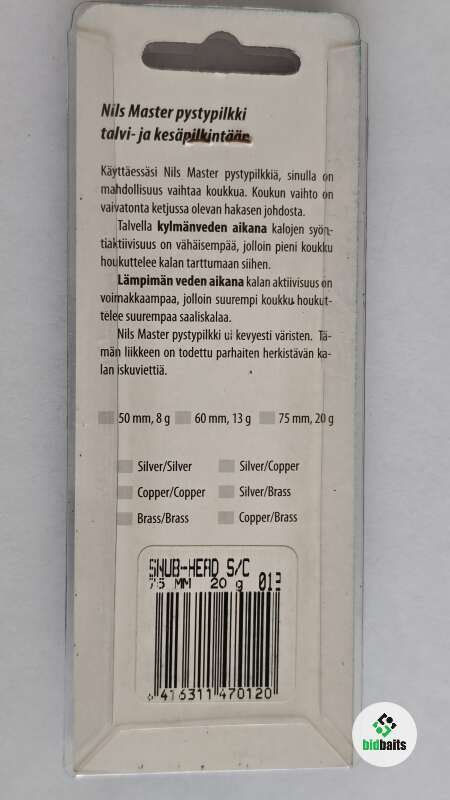 Nils Master pystypilkki
talvi- ja kesäpilkintään
Käyttäessäsi Nils Master pystypilkkiä, sinulla on
mahdollisuus vaihtaa koukkua. Koukun vaihto on
vaivatonta ketjussa olevan hakasen johdosta.
Talvella kylmänveden aikana kalojen syön-
tiaktiivisuus on vähäisempää, jolloin pieni koukku
houkuttelee kalan tarttumaan siihen.
Lämpimän veden aikana kalan aktiivisuus on
voimakkaampaa, jolloin suurempi koukku houkut-
telee suurempaa saaliskalaa.
Nils Master pystypilkki ui kevyesti väristen. Tä-
män liikkeen on todettu parhaiten herkistävän ka-
lan iskuviettiä.
50 mm, 8 g 60 mm, 13 g 75 mm, 20 g
Silver/Silver Silver/Copper
Copper/Copper Silver/Brass
Brass/Brass Copper/Brass
SNUB-HEAD S/C
75 MM 20 g 012
6 416311 470120
bidbaits